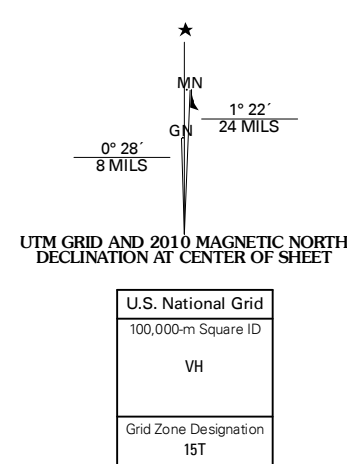 MN
1° 22´
24 MILS
GN
0° 28´
8 MILS
UTM GRID AND 2010 MAGNETIC NORTH
DECLINATION AT CENTER OF SHEET
U.S. National Grid
100,000-m Square ID
VH
Grid Zone Designation
15T